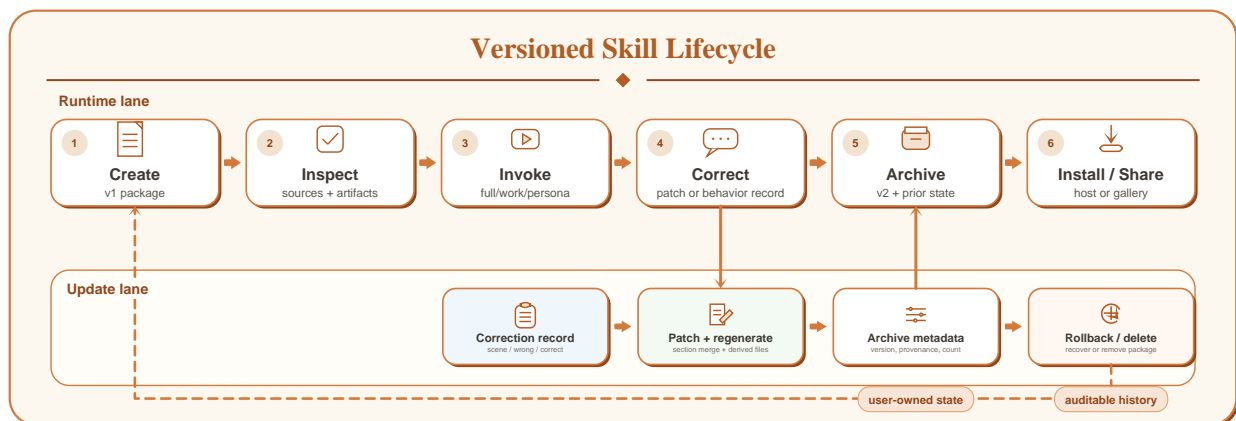 Versioned Skill Lifecycle
Runtime lane
1
Create
v1 package
2
Inspect
sources + artifacts
3
Invoke
full/work/persona
4
Correct
patch or behavior record
5
Archive
v2 + prior state
6
Install / Share
host or gallery
Update lane
Correction record
scene / wrong / correct
Patch + regenerate
section merge + derived files
Archive metadata
version, provenance, count
Rollback / delete
recover or remove package
user-owned state
auditable history